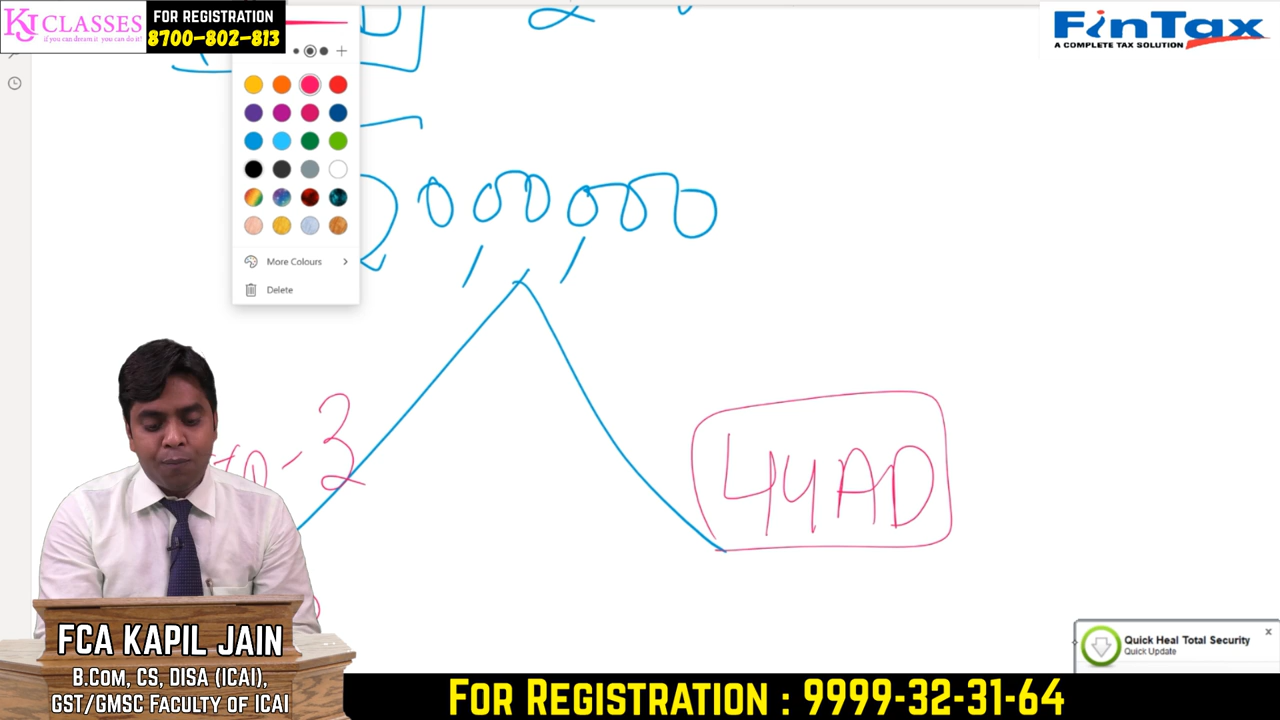 KJ CLASSES
if you can dream it you can do it!
FOR REGISTRATION
8700-802-813
FinTax
A COMPLETE TAX SOLUTION
2
20000000
More Colours
Delete
- 3
44AD
FCA KAPIL JAIN
B.Com, CS, DISA (ICAI),
GST/GMSC FACULTY OF ICAI
Quick Heal Total Security
Quick Update
FOR REGISTRATION : 9999-32-31-64